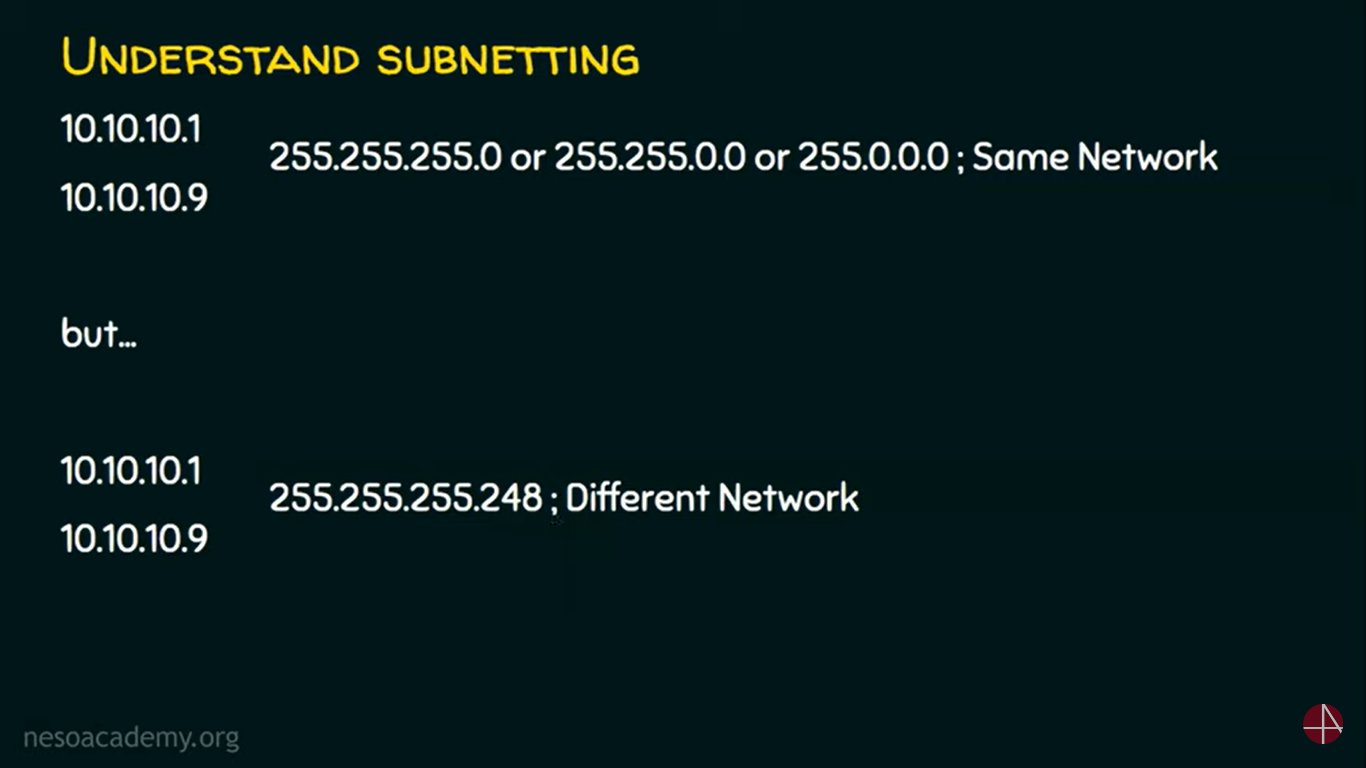 UNDERSTAND SUBNETTING
10.10.10.1
255.255.255.0 or 255.255.0.0 or 255.0.0.0 ; Same Network
10.10.10.9
but...
10.10.10.1
255.255.255.248 ; Different Network
10.10.10.9
nesoacademy.org